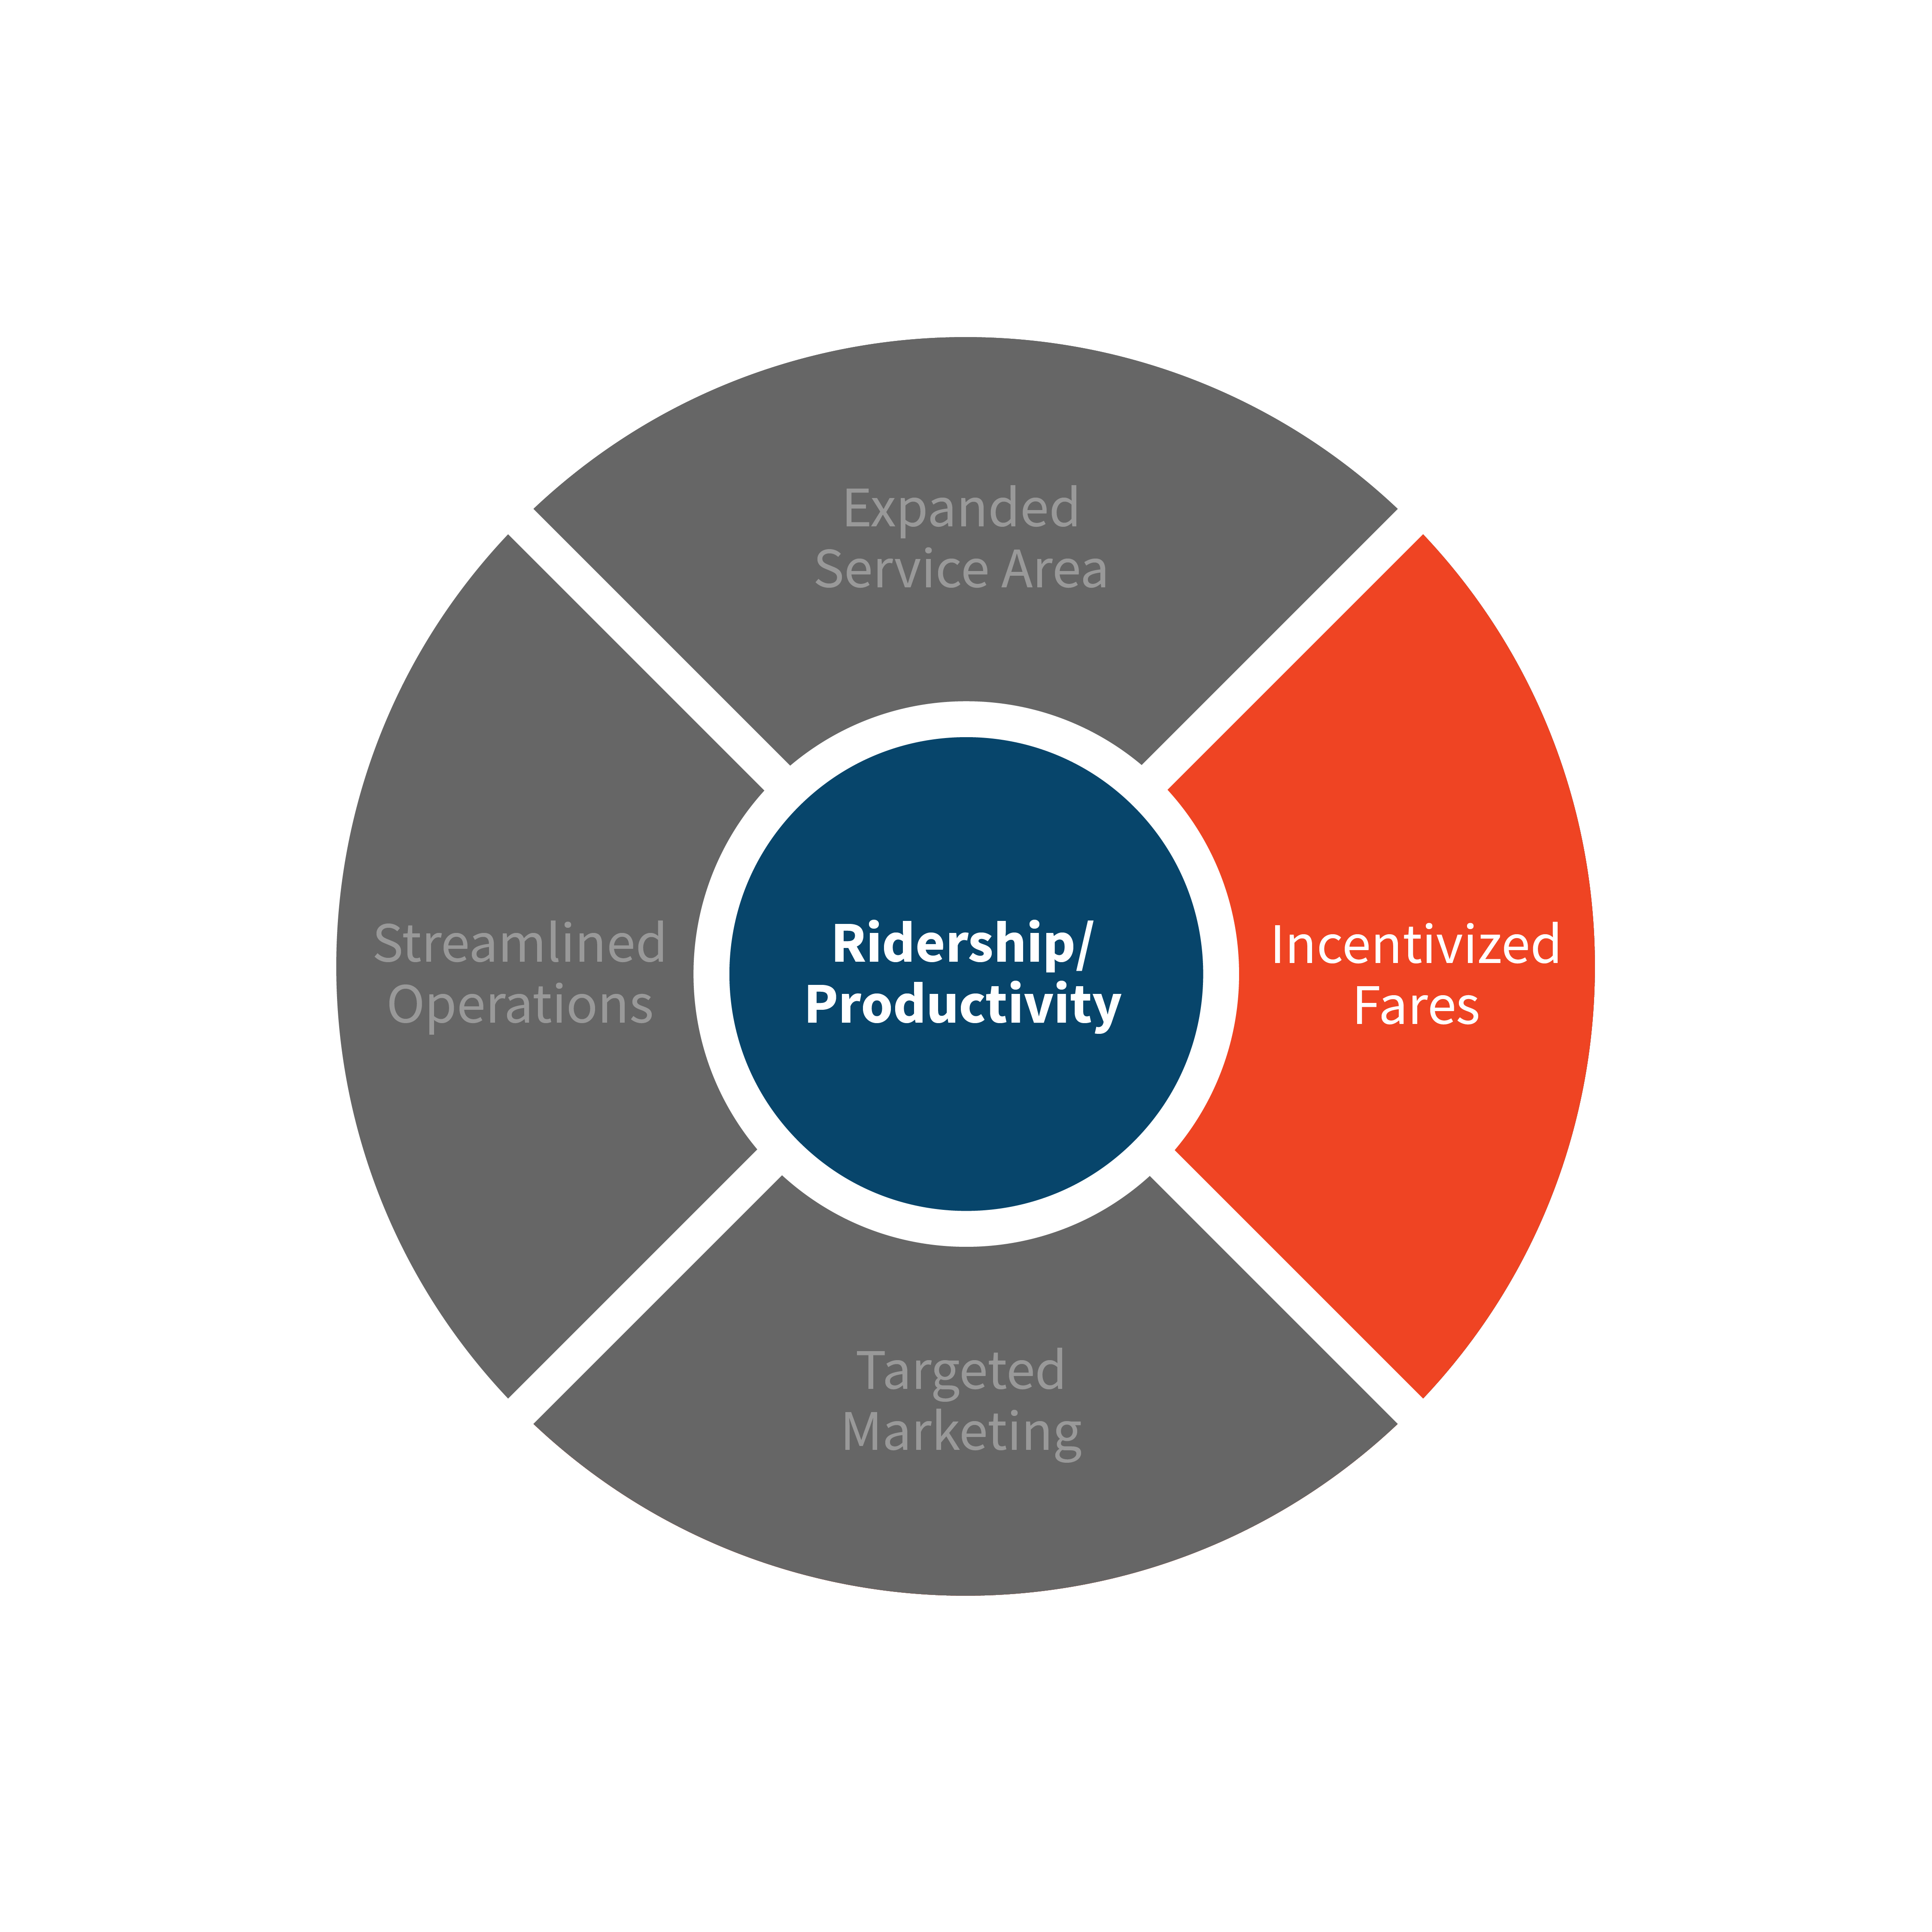 Expanded
Service Area
Streamlined
Operations
Ridership/
Productivity
Incentivized
Fares
Targeted
Marketing